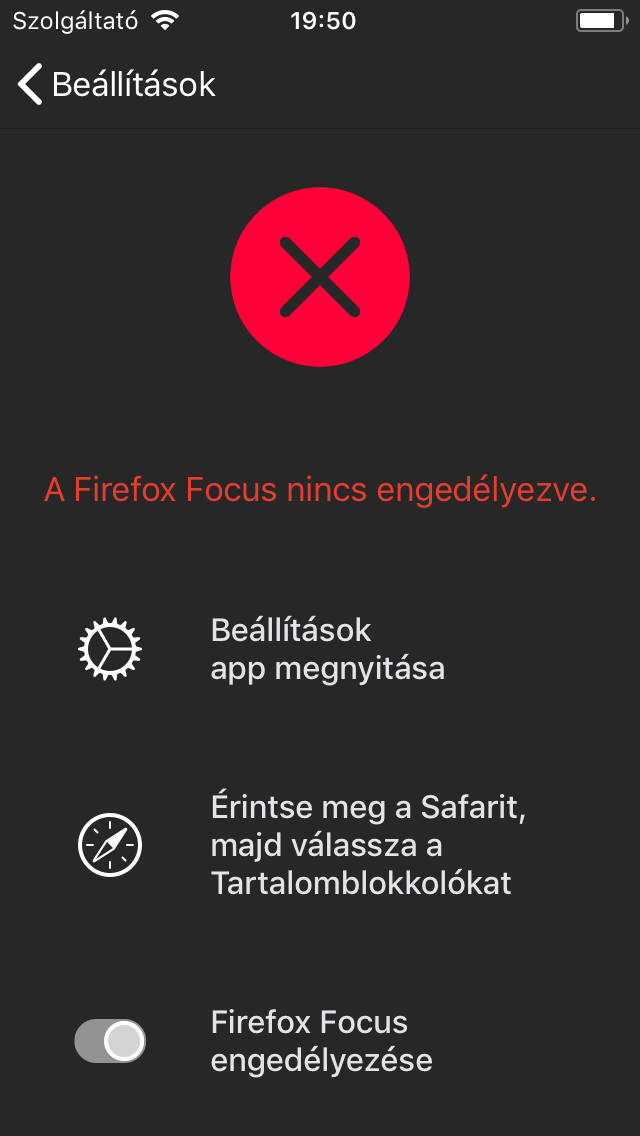 Szolgáltató 19:50
Beállítások
A Firefox Focus nincs engedélyezve.
Beállítások
app megnyitása
Érintse meg a Safarit,
majd válassza a
Tartalomblokkolókat
Firefox Focus
engedélyezése